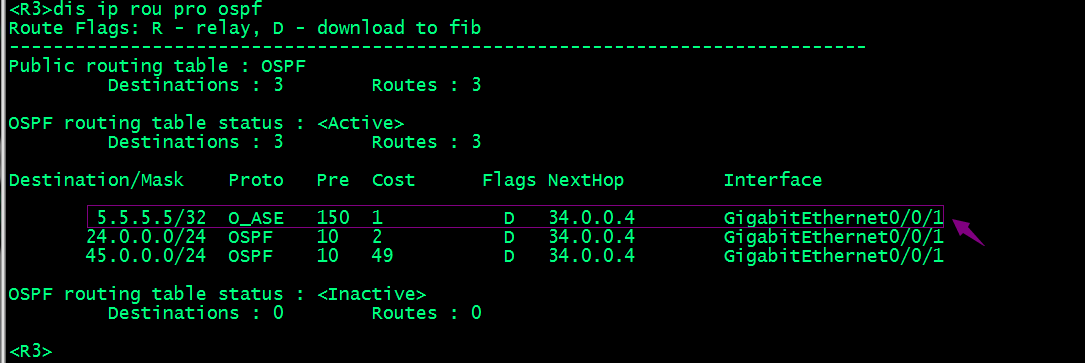 <R3>dis ip rou pro ospf
Route Flags: R - relay, D - download to fib
------------------------------------------------------------------------------
Public routing table : OSPF
         Destinations : 3        Routes : 3

OSPF routing table status : <Active>
         Destinations : 3        Routes : 3

Destination/Mask    Proto   Pre  Cost      Flags NextHop         Interface

        5.5.5.5/32  O_ASE   150  1           D   34.0.0.4        GigabitEthernet0/0/1
       24.0.0.0/24  OSPF    10   2           D   34.0.0.4        GigabitEthernet0/0/1
       45.0.0.0/24  OSPF    10   49          D   34.0.0.4        GigabitEthernet0/0/1

OSPF routing table status : <Inactive>
         Destinations : 0        Routes : 0

<R3>